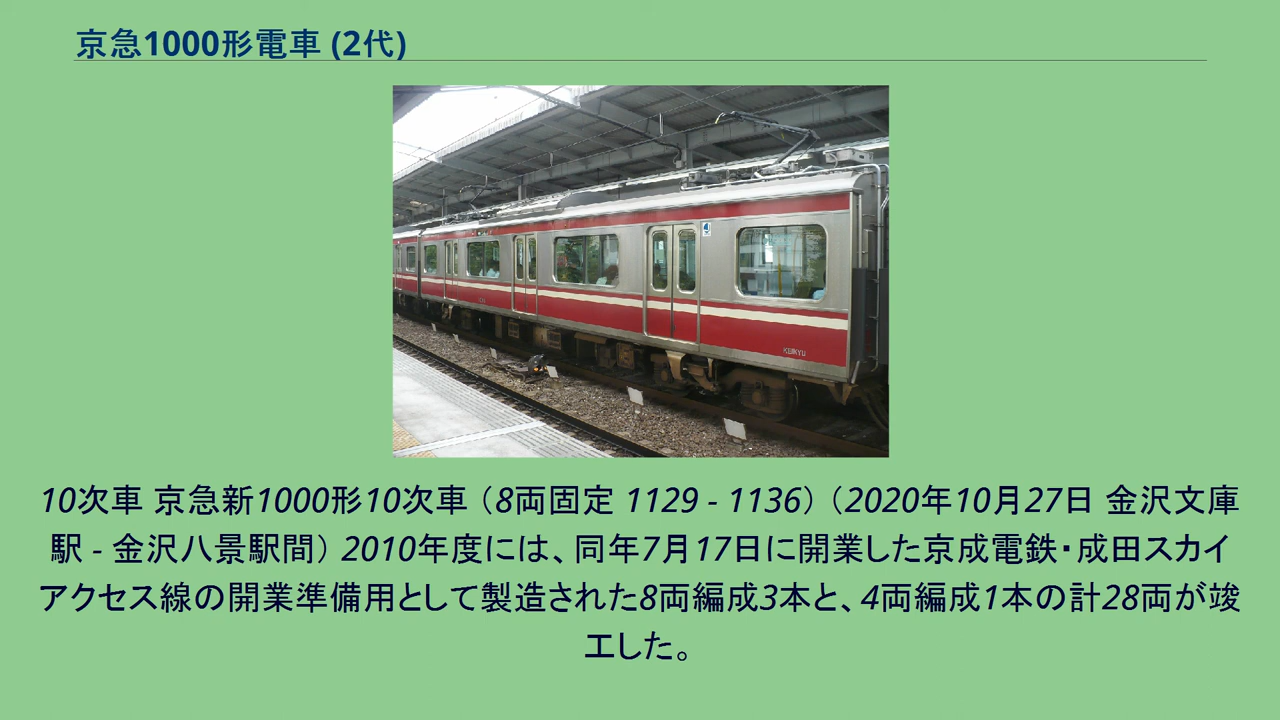 京急1000形電車 (2代)
KEIKYU
10次車 京急新1000形10次車（8両固定 1129 - 1136）（2020年10月27日 金沢文庫
駅 - 金沢八景駅間）2010年度には、同年7月17日に開業した京成電鉄・成田スカイ
アクセス線の開業準備用として製造された8両編成3本と、4両編成1本の計28両が竣
工した。